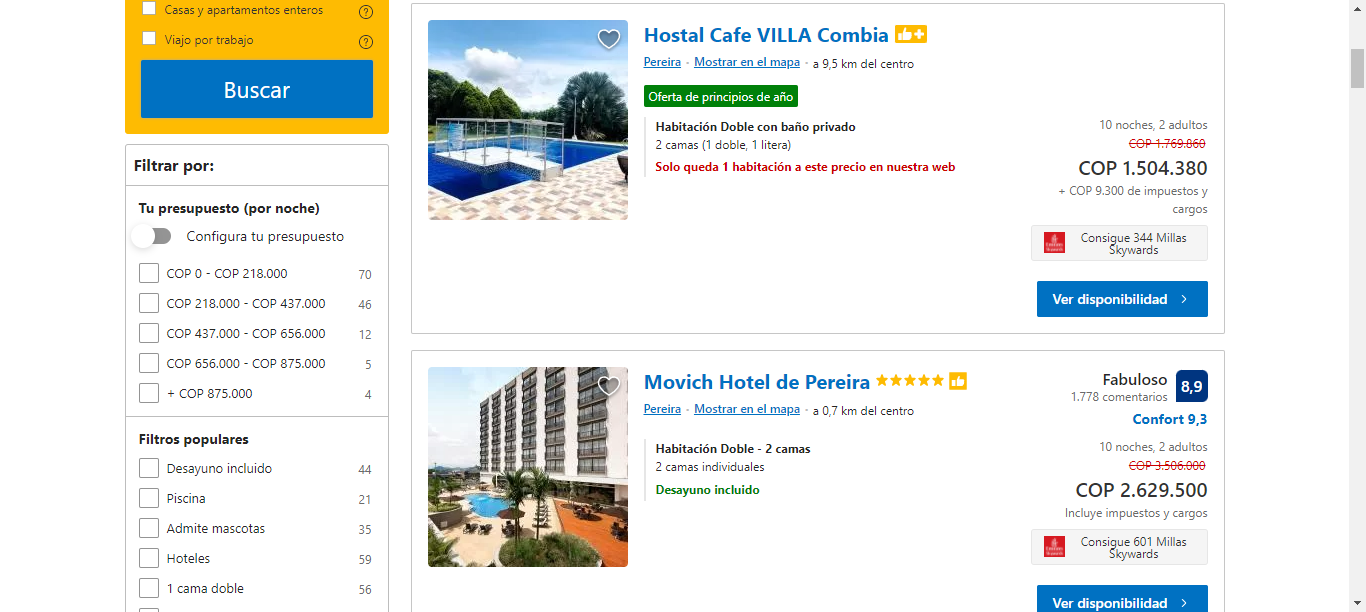 Casas y apartamentos enteros
Viajo por trabajo
Buscar
Filtrar por:
Tu presupuesto (por noche)
Configura tu presupuesto
COP 0 - COP 218.000 70
COP 218.000 - COP 437.000 46
COP 437.000 - COP 656.000 12
COP 656.000 - COP 875.000 5
+ COP 875.000 4
Filtros populares
Desayuno incluido 44
Piscina 21
Admite mascotas 35
Hoteles 59
1 cama doble 56
Hostal Cafe VILLA Combia
Pereira · Mostrar en el mapa · a 9,5 km del centro
Oferta de principios de año
Habitación Doble con baño privado
2 camas (1 doble, 1 litera)
Solo queda 1 habitación a este precio en nuestra web
10 noches, 2 adultos
COP 1.769.860
COP 1.504.380
+ COP 9.300 de impuestos y
cargos
Consigue 344 Millas
Skywards
Ver disponibilidad
Movich Hotel de Pereira
Pereira · Mostrar en el mapa · a 0,7 km del centro
Habitación Doble - 2 camas
2 camas individuales
Desayuno incluido
Fabuloso 8,9
1.778 comentarios
Confort 9,3
10 noches, 2 adultos
COP 3.506.000
COP 2.629.500
Incluye impuestos y cargos
Consigue 601 Millas
Skywards
Ver disponibilidad